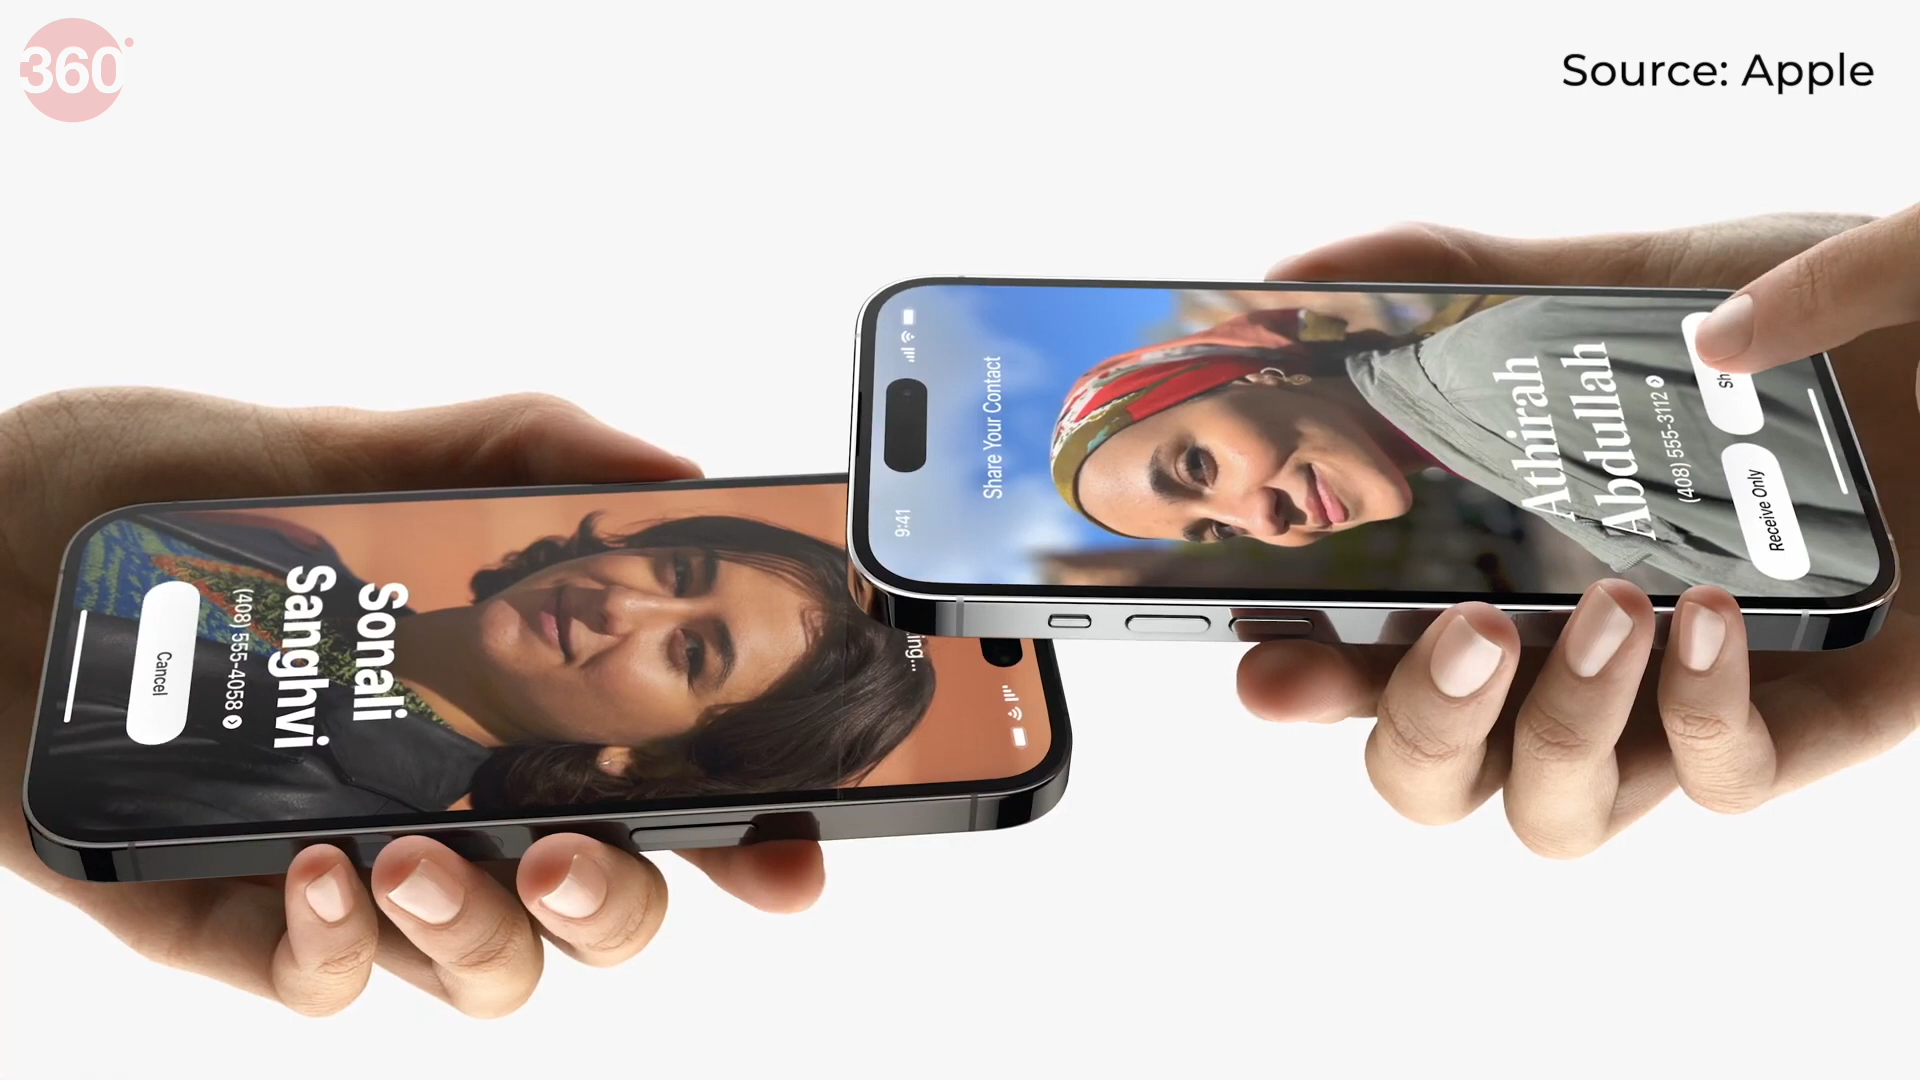 360°
Source: Apple
9:41
Share Your Contact
Athirah
Abdullah
(408) 555-3112
Receive Only
Sonali
Sanghvi
(408) 555-4058
Cancel